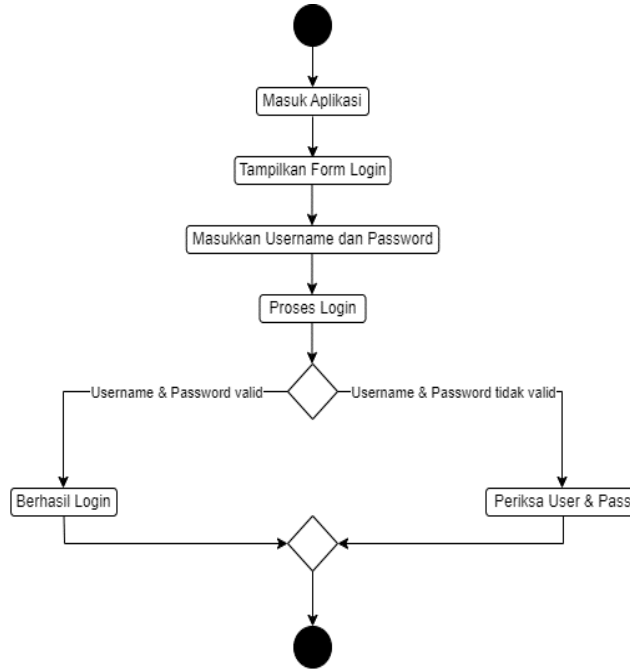 Masuk Aplikasi
Tampilkan Form Login
Masukkan Username dan Password
Proses Login
Username & Password valid
Username & Password tidak valid
Berhasil Login
Periksa User & Pass